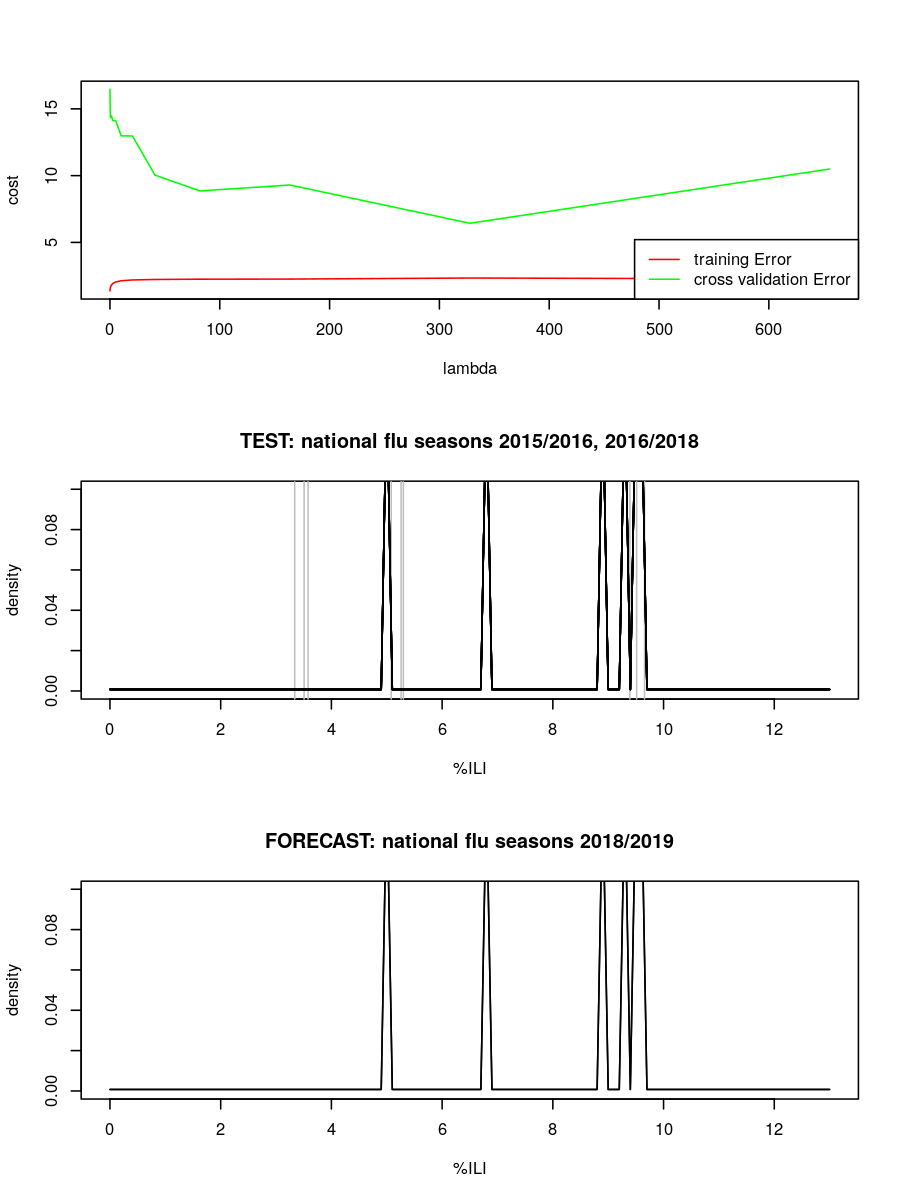 15
10
5
cost
training Error
cross validation Error
0 100 200 300 400 500 600
lambda
TEST: national flu seasons 2015/2016, 2016/2018
0.08
0.04
0.00
density
0 2 4 6 8 10 12
%ILI
FORECAST: national flu seasons 2018/2019
0.08
0.04
0.00
density
0 2 4 6 8 10 12
%ILI